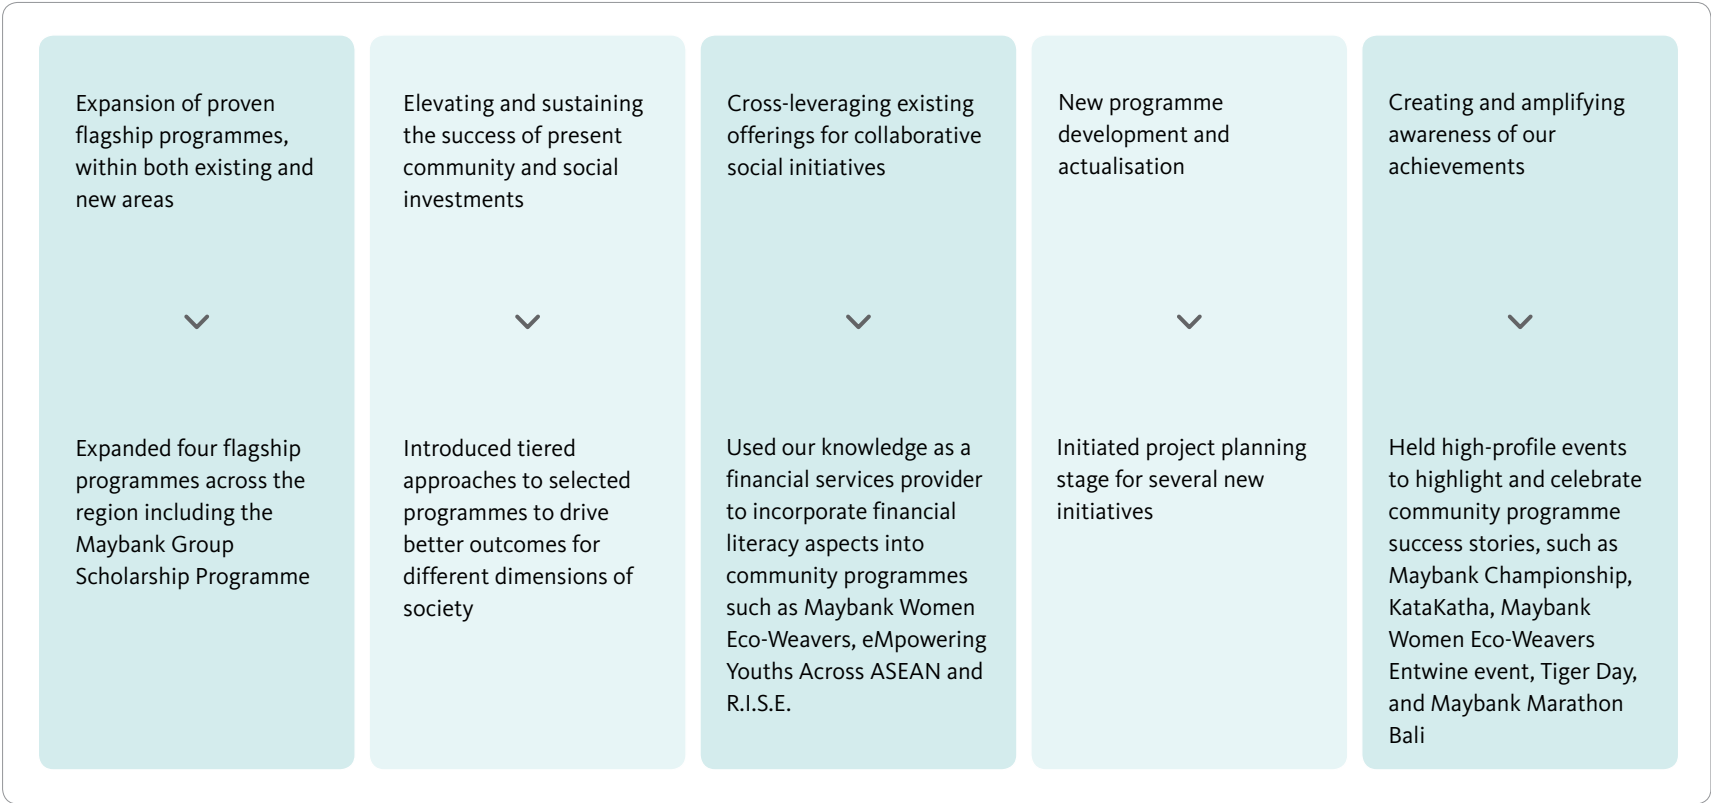 Expansion of proven
flagship programmes,
within both existing and
new areas
Expanded four flagship
programmes across the
region including the
Maybank Group
Scholarship Programme
Elevating and sustaining
the success of present
community and social
investments
Introduced tiered
approaches to selected
programmes to drive
better outcomes for
different dimensions of
society
Cross-leveraging existing
offerings for collaborative
social initiatives
Used our knowledge as a
financial services provider
to incorporate financial
literacy aspects into
community programmes
such as Maybank Women
Eco-Weavers, eMpowering
Youths Across ASEAN and
R.I.S.E.
New programme
development and
actualisation
Initiated project planning
stage for several new
initiatives
Creating and amplifying
awareness of our
achievements
Held high-profile events
to highlight and celebrate
community programme
success stories, such as
Maybank Championship,
KataKatha, Maybank
Women Eco-Weavers
Entwine event, Tiger Day,
and Maybank Marathon
Bali